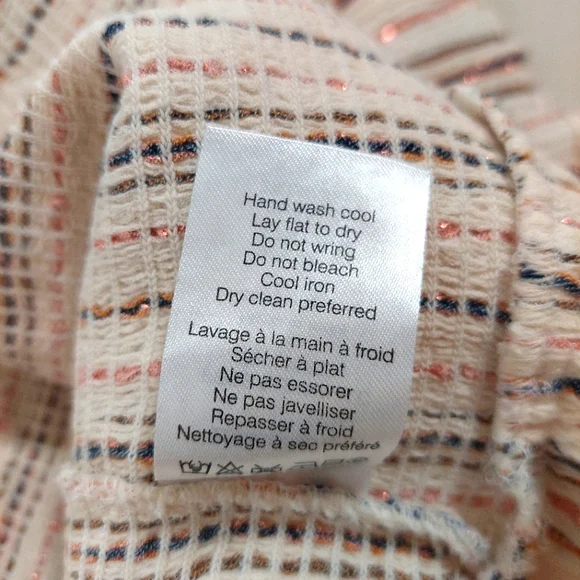 Hand wash cool
Lay flat to dry
Do not wring
Do not bleach
Cool iron
Dry clean preferred
Lavage à la main à froid
Sécher à plat
Ne pas essorer
Ne pas javelliser
Repasser à froid
Nettoyage à sec préféré